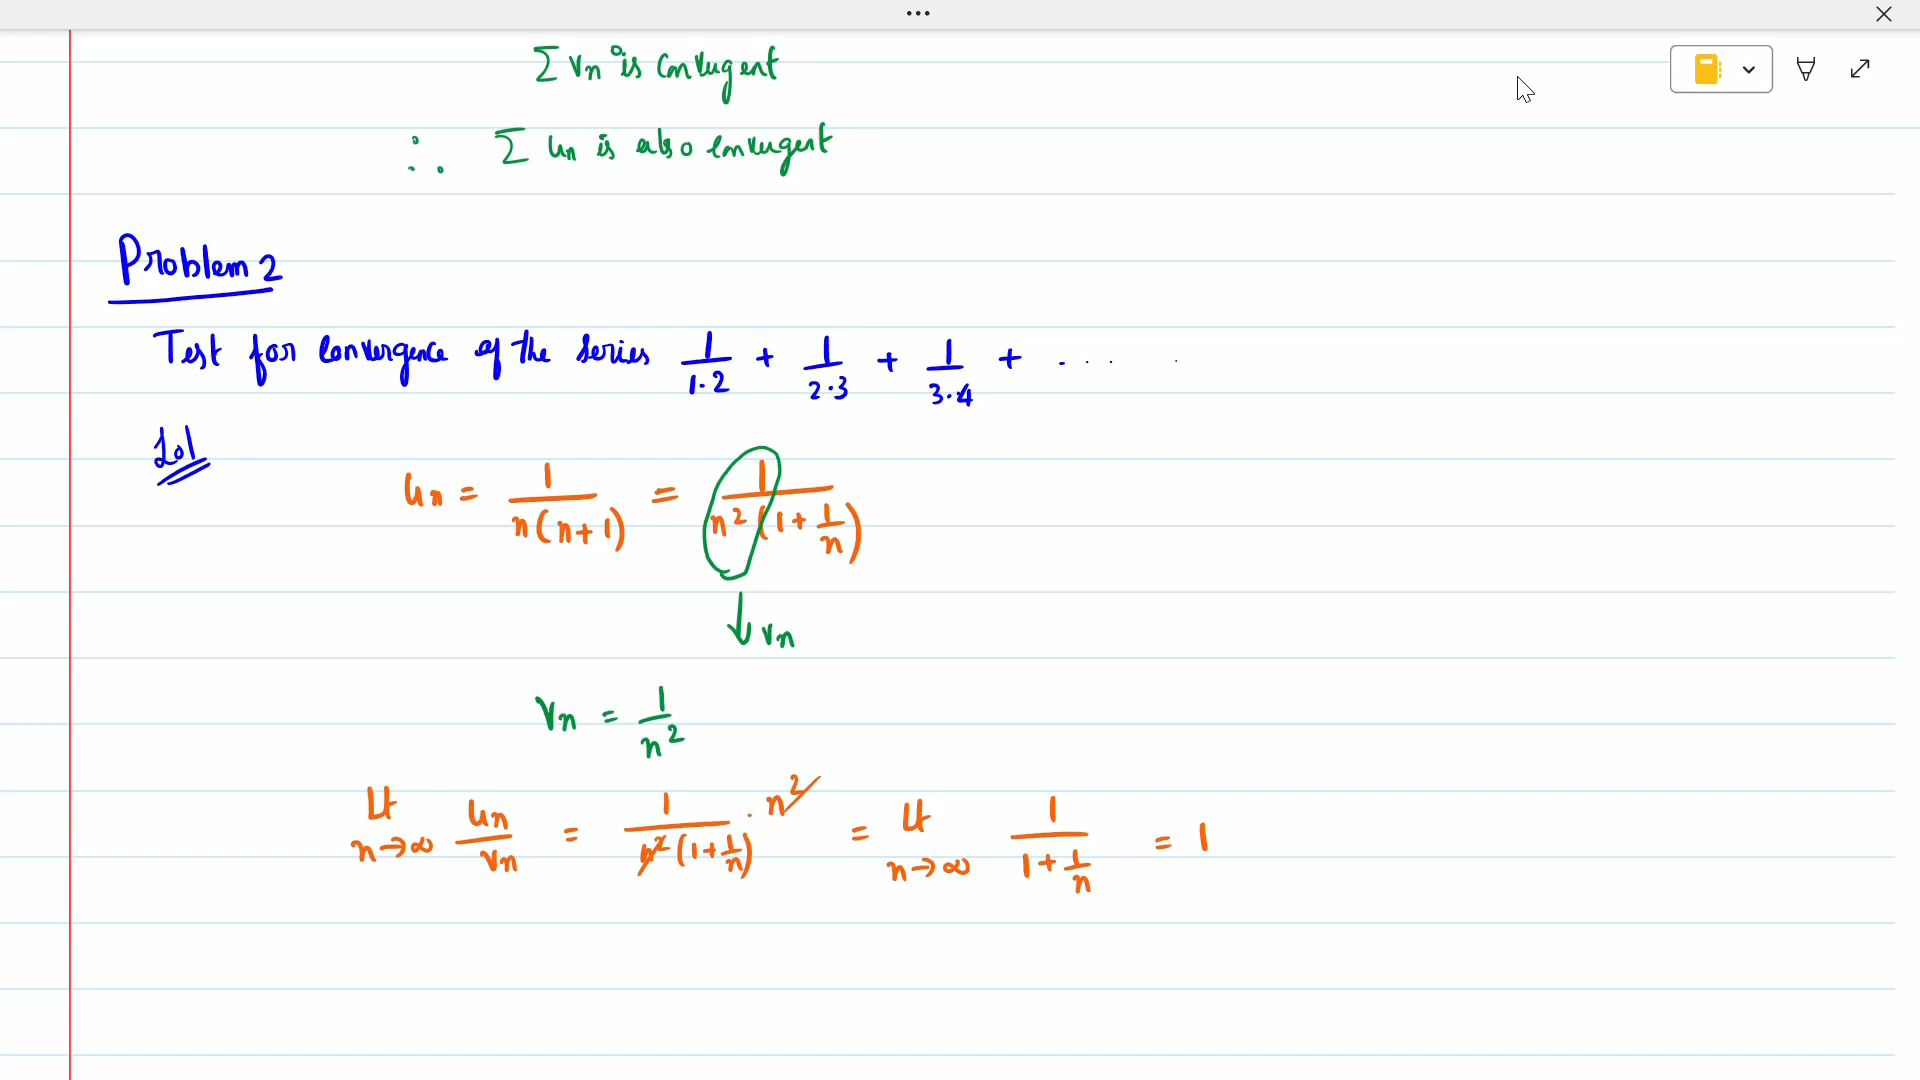 ∑ vn is convergent
∴ ∑ un is also convergent
Problem 2
Test for convergence of the series 1/1·2 + 1/2·3 + 1/3·4 + ....
Sol
un = 1/n(n+1) = 1/n²(1+1/n)
↓ vn
vn = 1/n²
Lt n→∞ un/vn = 1/n²(1+1/n) · n² = Lt n→∞ 1/1+1/n = 1